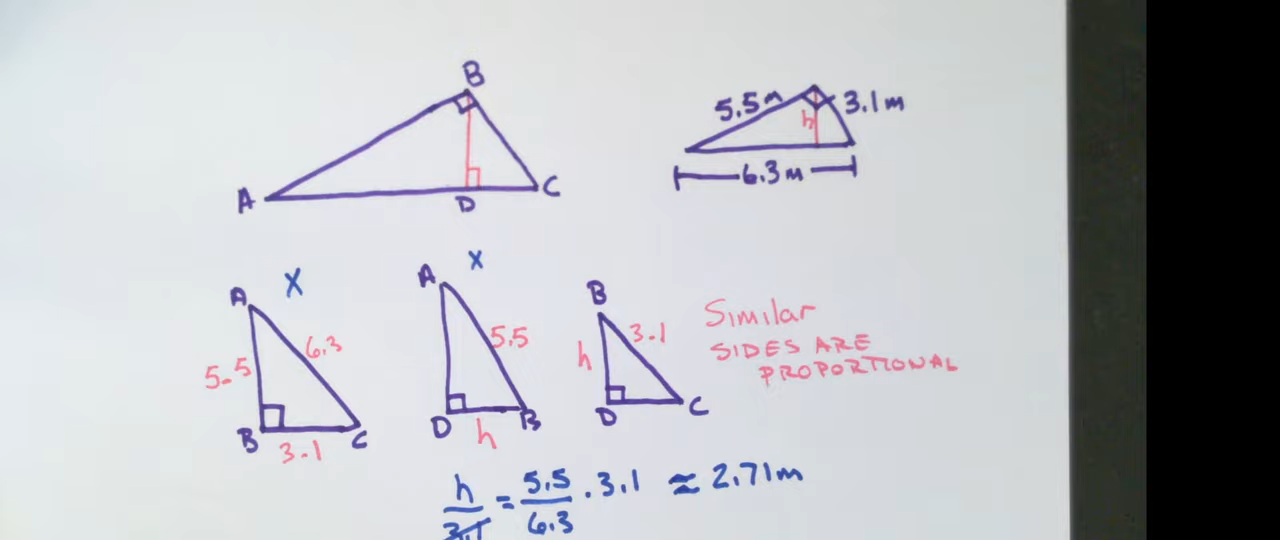 B
A
D
C
5.5m
3.1m
h
6.3m
A
X
5.5
6.3
B
3.1
C
A
X
5.5
D
h
B
B
h
3.1
D
C
Similar
SIDES ARE
PROPORTIONAL
h/3.1 = 5.5/6.3 . 3.1 ≈ 2.71m